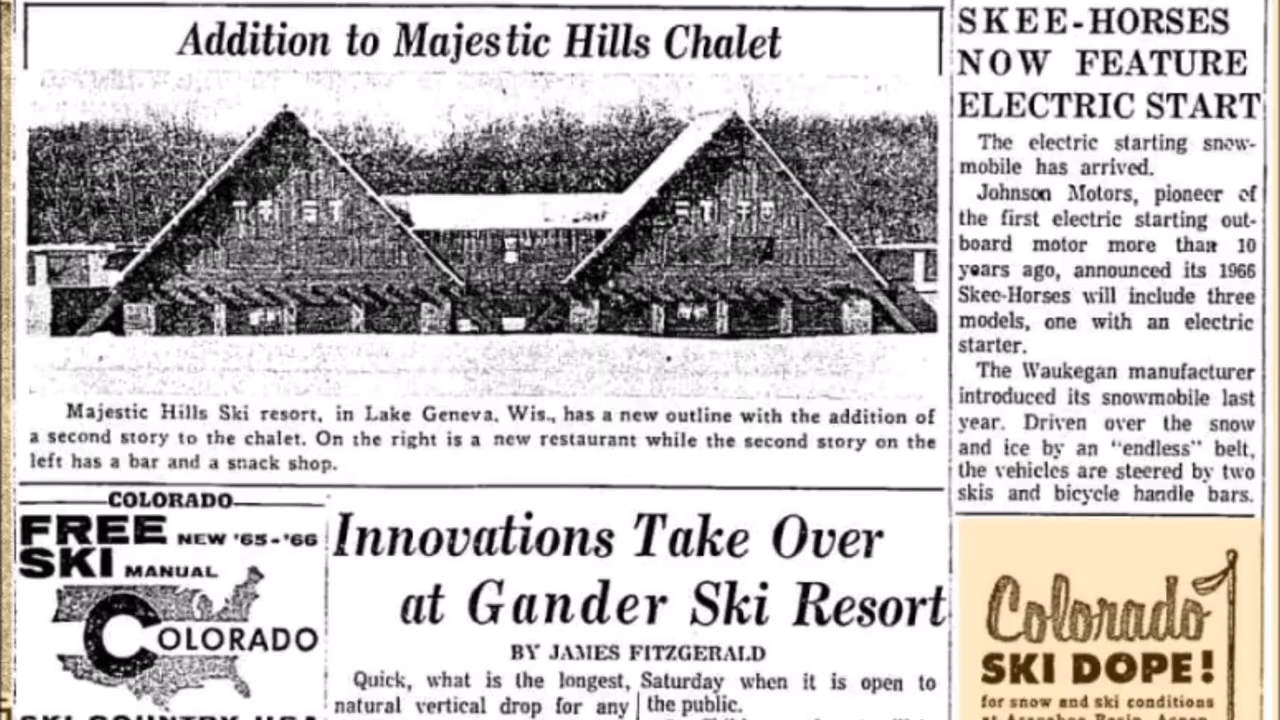 Addition to Majestic Hills Chalet
Majestic Hills Ski resort, in Lake Geneva, Wis., has a new outline with the addition of
a second story to the chalet. On the right is a new restaurant while the second story on the
left has a bar and a snack shop.
SKEE-HORSES
NOW FEATURE
ELECTRIC START
The electric starting snow-
mobile has arrived.
Johnson Motors, pioneer of
the first electric starting out-
board motor more than 10
years ago, announced its 1966
Skee-Horses will include three
models, one with an electric
starter.
The Waukegan manufacturer
introduced its snowmobile last
year. Driven over the snow
and ice by an "endless" belt,
the vehicles are steered by two
skis and bicycle handle bars.
COLORADO
FREE
NEW '65-'66
SKI MANUAL
COLORADO
SKI COUNTRY USA
Innovations Take Over
at Gander Ski Resort
BY JAMES FITZGERALD
Quick, what is the longest,
natural vertical drop for any
Saturday when it is open to
the public.
Colorado
SKI DOPE!
for snow and ski conditions
at Arapahoe Basin, Aspen